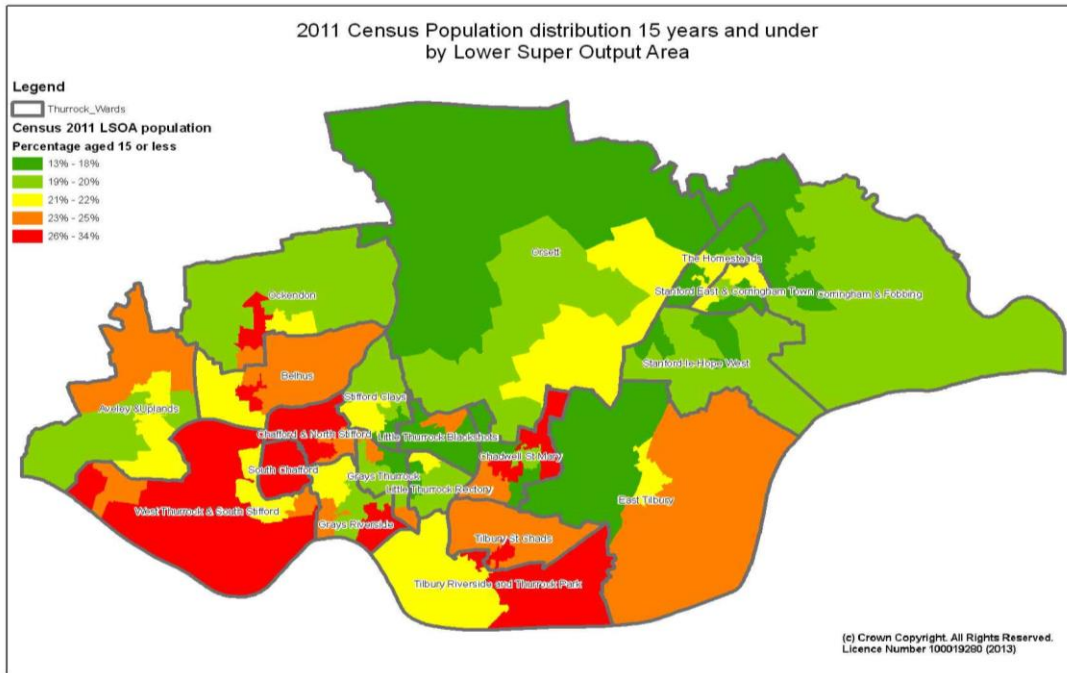 2011 Census Population distribution 15 years and under
by Lower Super Output Area
Legend
Thurrock_Wards
Census 2011 LSOA population
Percentage aged 15 or less
13% - 18%
19% - 20%
21% - 22%
23% - 25%
26% - 34%
Orsett
The Homesteads
Ockendon
Stanford East & Corringham Town
Corringham & Fobbing
Stanford-le-Hope West
Belhus
Aveley & Uplands
Stifford Clays
Chafford & North Stifford
Little Thurrock Blackshots
Chadwell St Mary
South Chafford
Grays Thurrock
Little Thurrock Rectory
East Tilbury
West Thurrock & South Stifford
Grays Riverside
Tilbury St chads
Tilbury Riverside and Thurrock Park
(c) Crown Copyright. All Rights Reserved.
Licence Number 100019280 (2013)